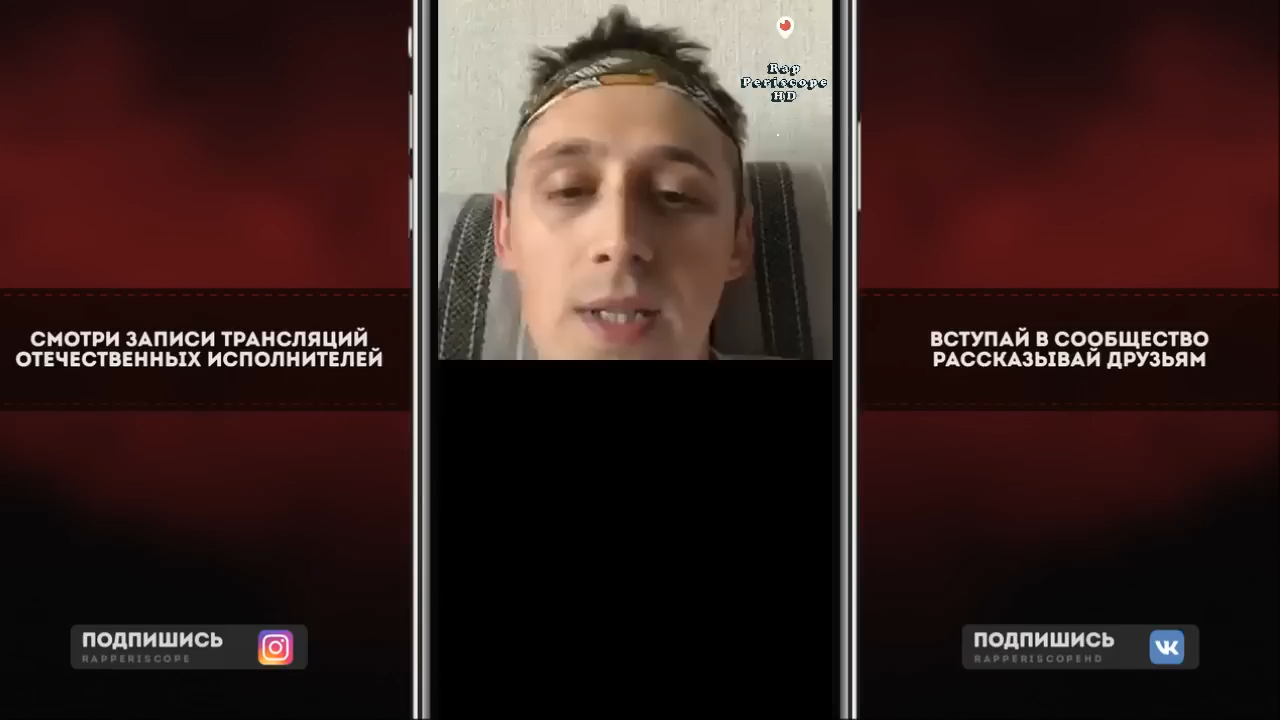 Rap
Periscope
HD
СМОТРИ ЗАПИСИ ТРАНСЛЯЦИЙ
ОТЕЧЕСТВЕННЫХ ИСПОЛНИТЕЛЕЙ
ВСТУПАЙ В СООБЩЕСТВО
РАССКАЗЫВАЙ ДРУЗЬЯМ
ПОДПИШИСЬ
RAPPERISCOPE
ПОДПИШИСЬ
RAPPERISCOPEHD